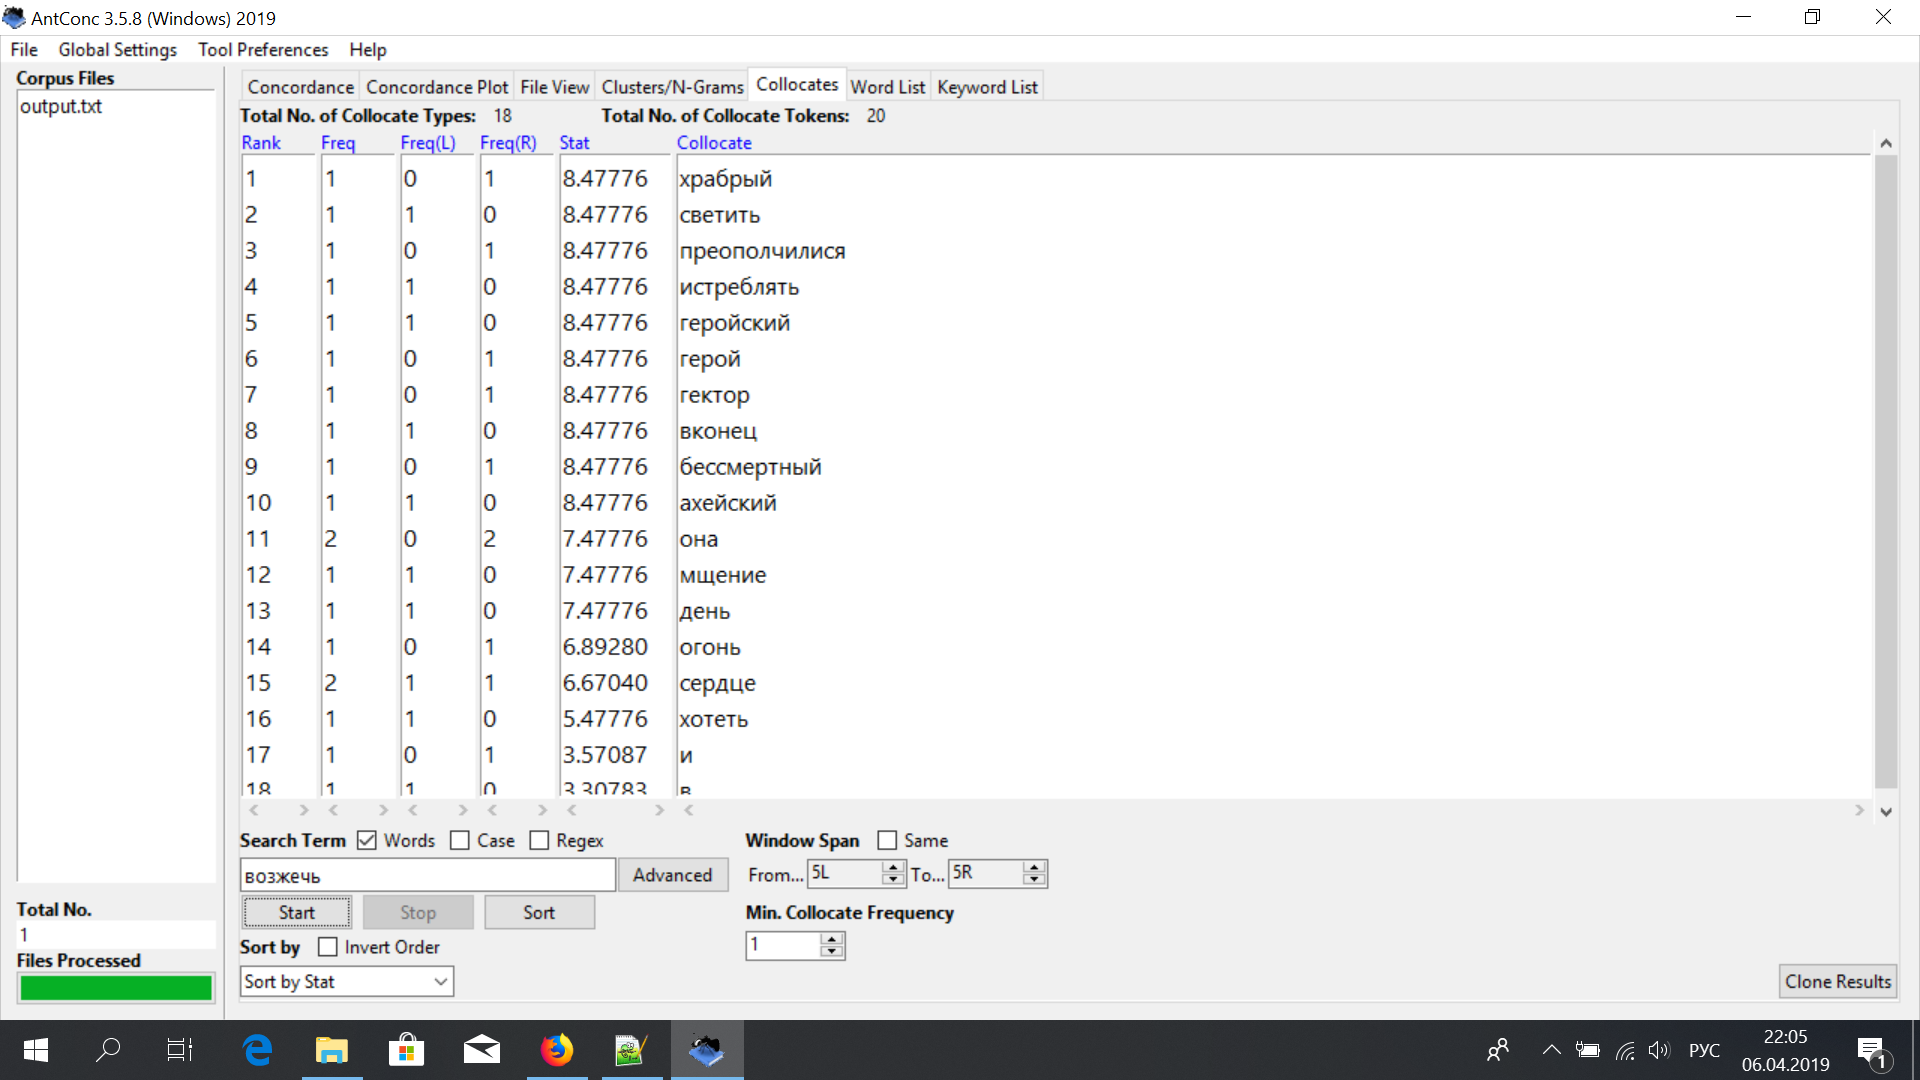 AntConc 3.5.8 (Windows) 2019
File Global Settings Tool Preferences Help
Corpus Files
output.txt
Concordance Concordance Plot File View Clusters/N-Grams Collocates Word List Keyword List
Total No. of Collocate Types: 18 Total No. of Collocate Tokens: 20
Rank Freq Freq(L) Freq(R) Stat Collocate
1 1 0 1 8.47776 храбрый
2 1 1 0 8.47776 светить
3 1 0 1 8.47776 преополчилися
4 1 1 0 8.47776 истреблять
5 1 1 0 8.47776 геройский
6 1 0 1 8.47776 герой
7 1 0 1 8.47776 гектор
8 1 1 0 8.47776 вконец
9 1 0 1 8.47776 бессмертный
10 1 1 0 8.47776 ахейский
11 2 0 2 7.47776 она
12 1 1 0 7.47776 мщение
13 1 1 0 7.47776 день
14 1 0 1 6.89280 огонь
15 2 1 1 6.67040 сердце
16 1 1 0 5.47776 хотеть
17 1 0 1 3.57087 и
18 1 1 0 3.30783 в
Search Term Words Case Regex Window Span Same
возжечь Advanced From... 5L To... 5R
Start Stop Sort Min. Collocate Frequency
1
Sort by Invert Order
Sort by Stat
Clone Results
Total No.
1
Files Processed
РУС 22:05
06.04.2019
1